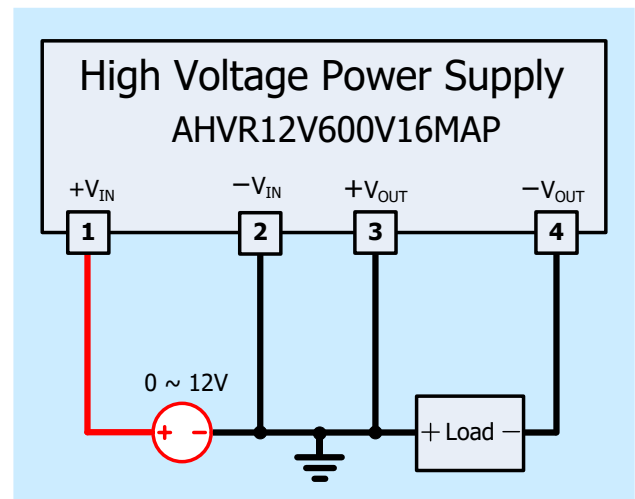 High Voltage Power Supply
AHVR12V600V16MAP
+VIN −VIN +VOUT −VOUT
1 2 3 4
0 ~ 12V
+ − + Load −